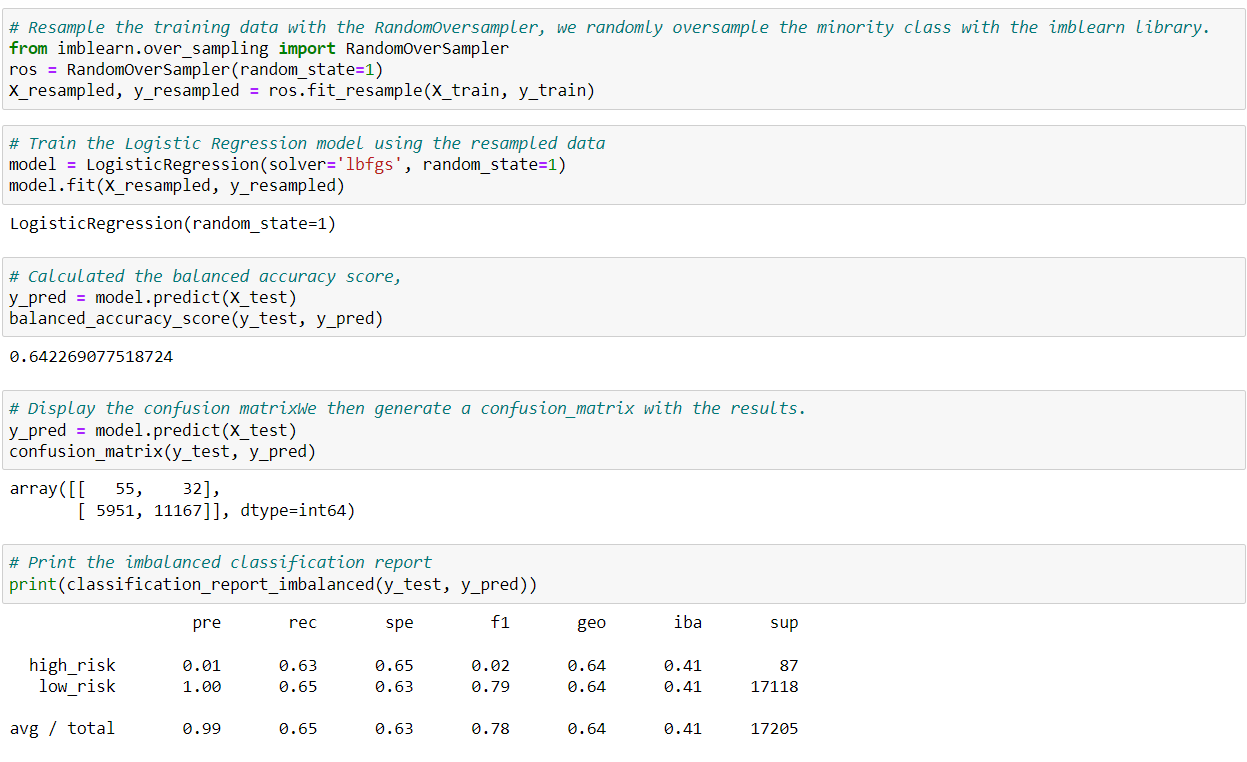 # Resample the training data with the RandomOversampler, we randomly oversample the minority class with the imblearn library.
from imblearn.over_sampling import RandomOverSampler
ros = RandomOverSampler(random_state=1)
X_resampled, y_resampled = ros.fit_resample(X_train, y_train)
# Train the Logistic Regression model using the resampled data
model = LogisticRegression(solver='lbfgs', random_state=1)
model.fit(X_resampled, y_resampled)
LogisticRegression(random_state=1)
# Calculated the balanced accuracy score,
y_pred = model.predict(X_test)
balanced_accuracy_score(y_test, y_pred)
0.642269077518724
# Display the confusion matrixWe then generate a confusion_matrix with the results.
y_pred = model.predict(X_test)
confusion_matrix(y_test, y_pred)
array([[   55,    32],
       [ 5951, 11167]], dtype=int64)
# Print the imbalanced classification report
print(classification_report_imbalanced(y_test, y_pred))
                   pre       rec       spe        f1       geo       iba       sup
  high_risk       0.01      0.63      0.65      0.02      0.64      0.41        87
   low_risk       1.00      0.65      0.63      0.79      0.64      0.41     17118
avg / total       0.99      0.65      0.63      0.78      0.64      0.41     17205